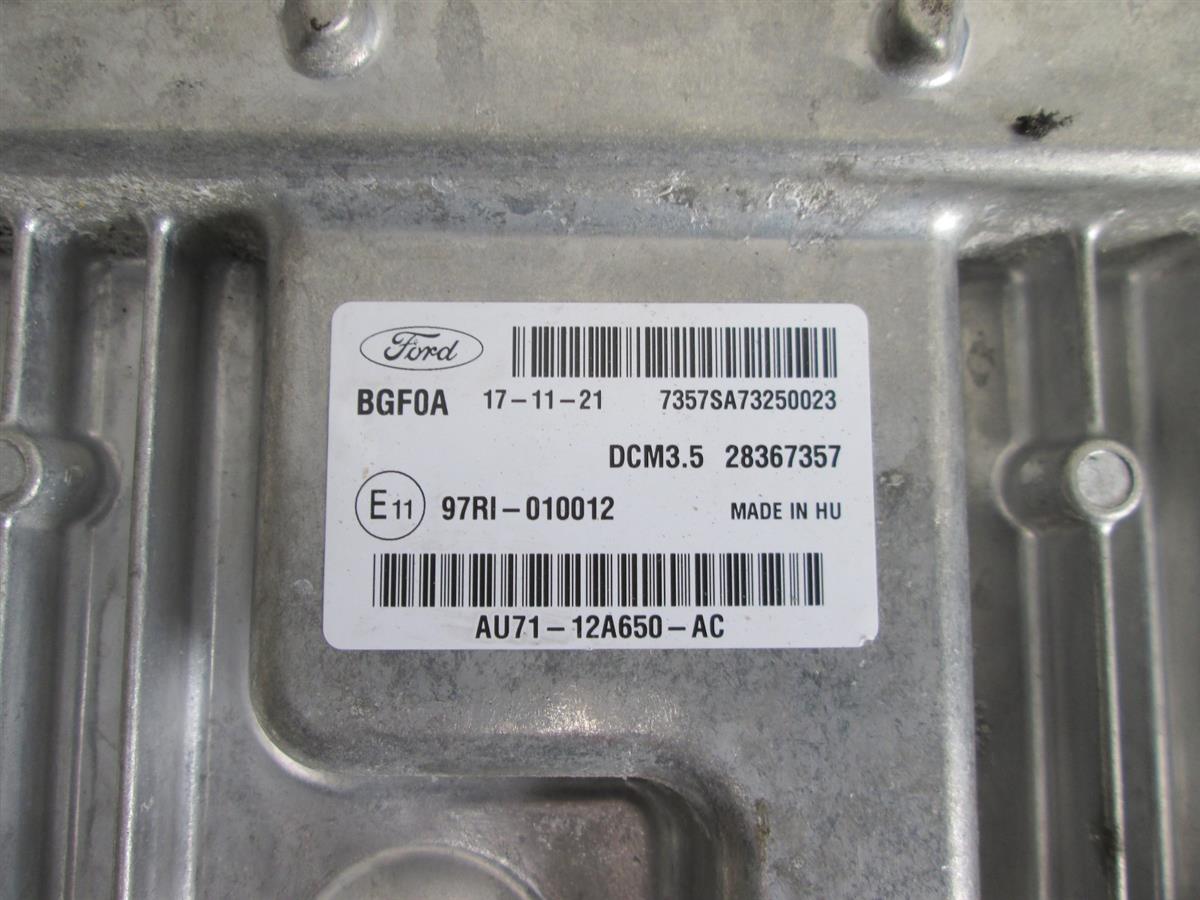 Ford
BGF0A 17-11-21 7357SA73250023
DCM3.5 28367357
E11 97RI-010012 MADE IN HU
AU71-12A650-AC